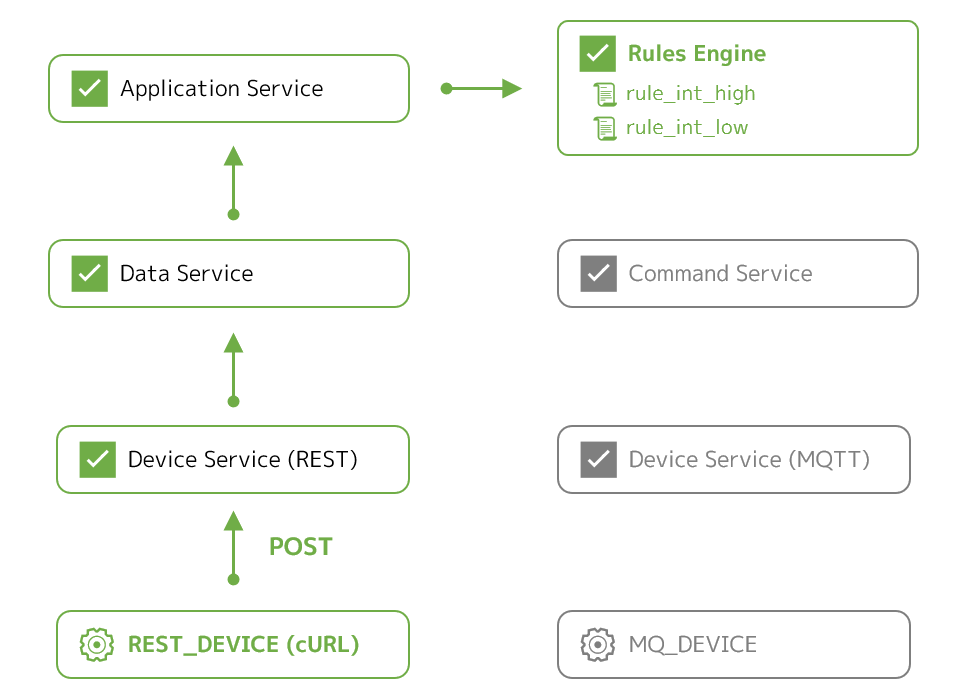 Application Service
Rules Engine
rule_int_high
rule_int_low
Data Service
Command Service
Device Service (REST)
Device Service (MQTT)
POST
REST_DEVICE (cURL)
MQ_DEVICE